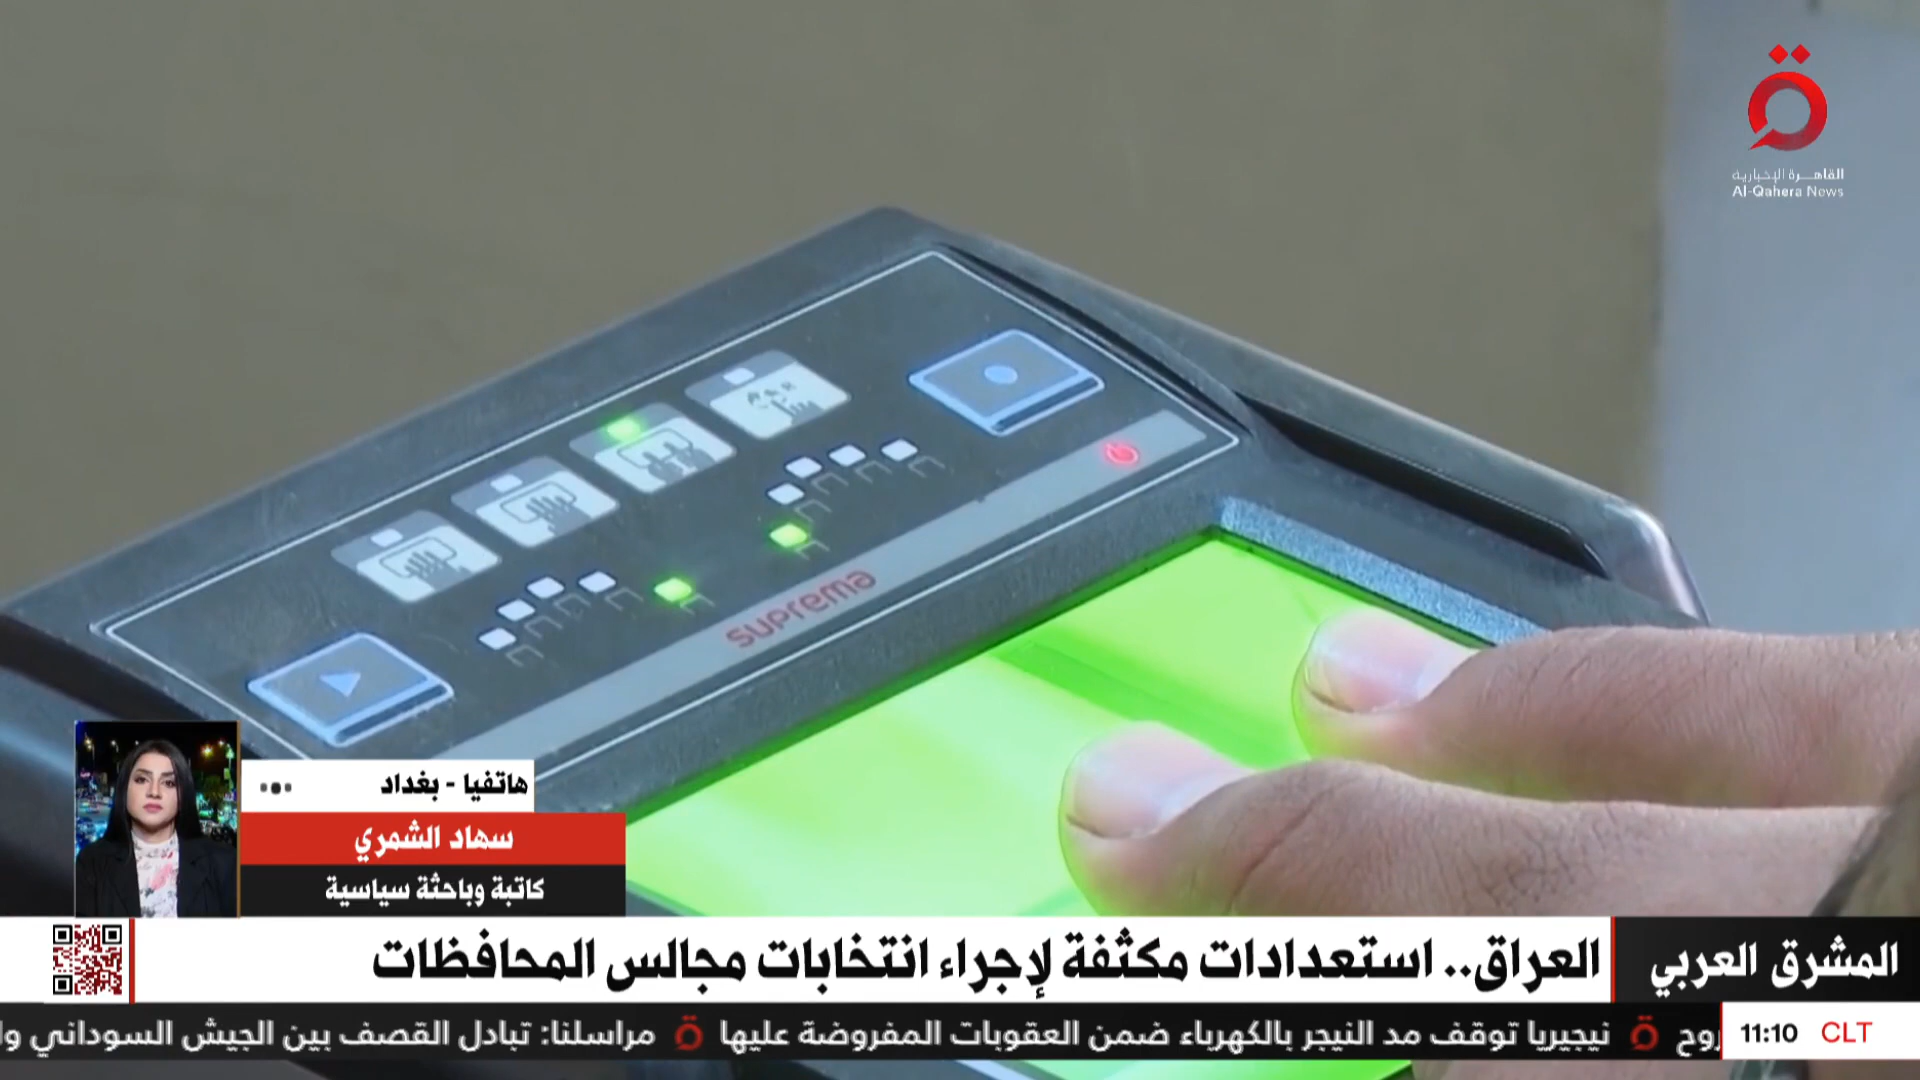 القاهرة الإخبارية
Al-Qahera News
suprema
هاتفيا - بغداد
سهاد الشمري
كاتبة وباحثة سياسية
المشرق العربي
العراق.. استعدادات مكثفة لإجراء انتخابات مجالس المحافظات
11:10 CLT
روح
نيجيريا توقف مد النيجر بالكهرباء ضمن العقوبات المفروضة عليها
مراسلنا: تبادل القصف بين الجيش السوداني وا